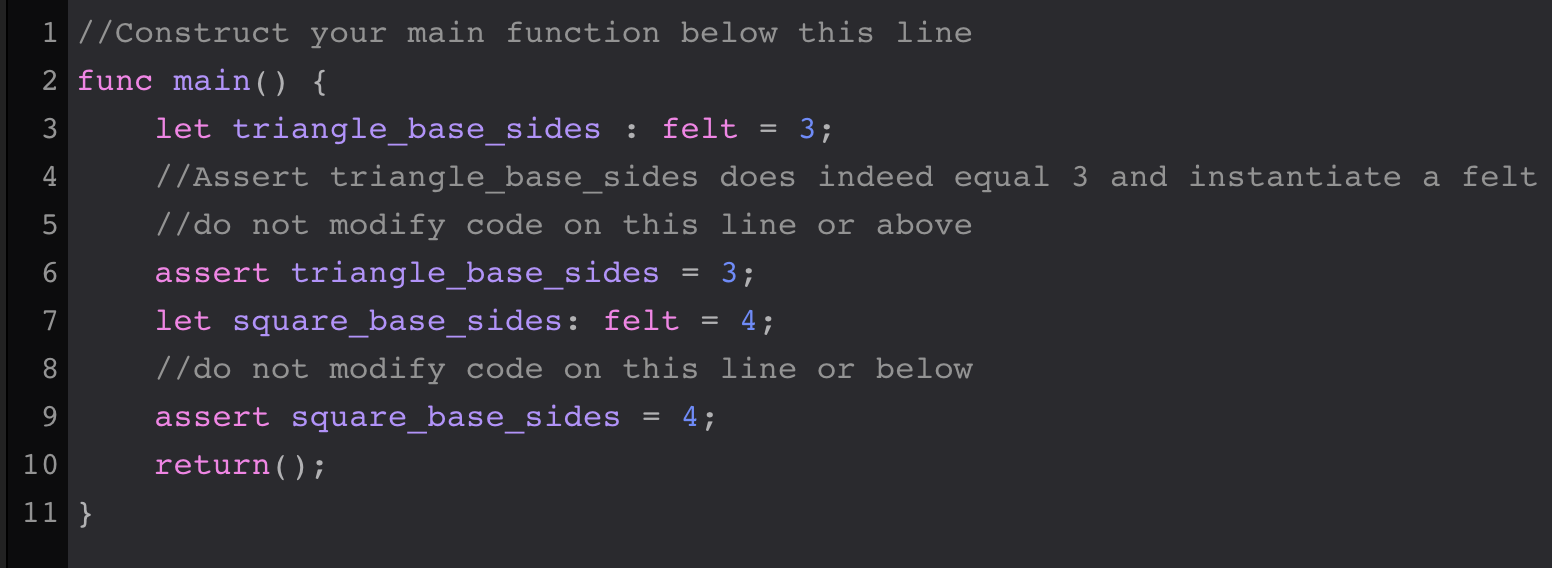 1 //Construct your main function below this line
2 func main() {
3     let triangle_base_sides : felt = 3;
4     //Assert triangle_base_sides does indeed equal 3 and instantiate a felt
5     //do not modify code on this line or above
6     assert triangle_base_sides = 3;
7     let square_base_sides: felt = 4;
8     //do not modify code on this line or below
9     assert square_base_sides = 4;
10     return();
11 }